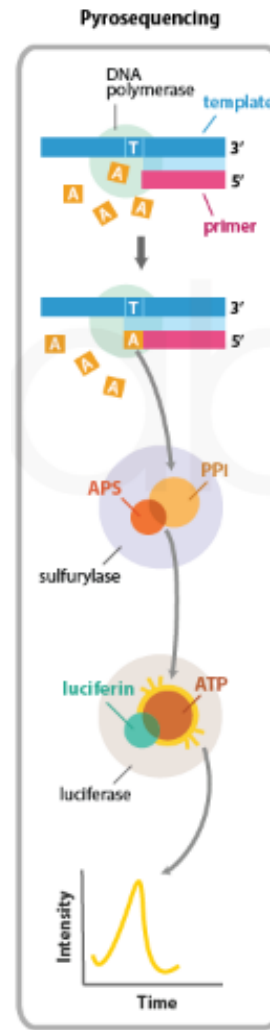 Pyrosequencing
DNA
polymerase
template
T
3'
A
5'
A
A
A
primer
T
3'
A
5'
A
A
A
PPi
APS
sulfurylase
ATP
luciferin
luciferase
Intensity
Time